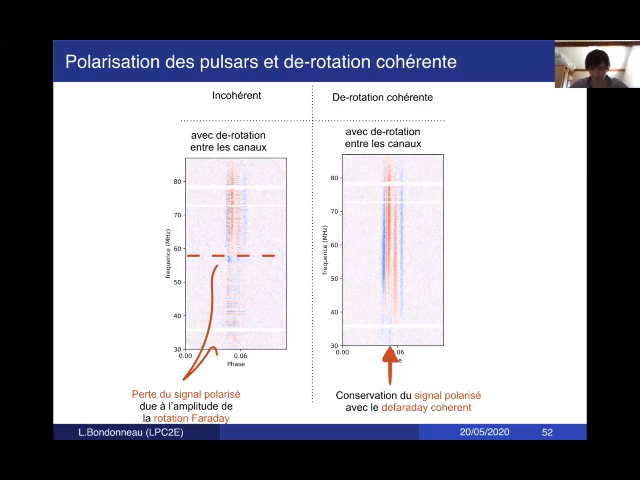 Polarisation des pulsars et de-rotation cohérente
Incohérent
De-rotation cohérente
avec de-rotation
entre les canaux
avec de-rotation
entre les canaux
80
70
60
50
40
30
frequence (MHz)
0.00
0.06
Phase
80
70
60
50
40
30
frequence (MHz)
0.00
0.06
Perte du signal polarisé
due à l'amplitude de
la rotation Faraday
Conservation du signal polarisé
avec le defaraday coherent
L.Bondonneau (LPC2E)
20/05/2020
52